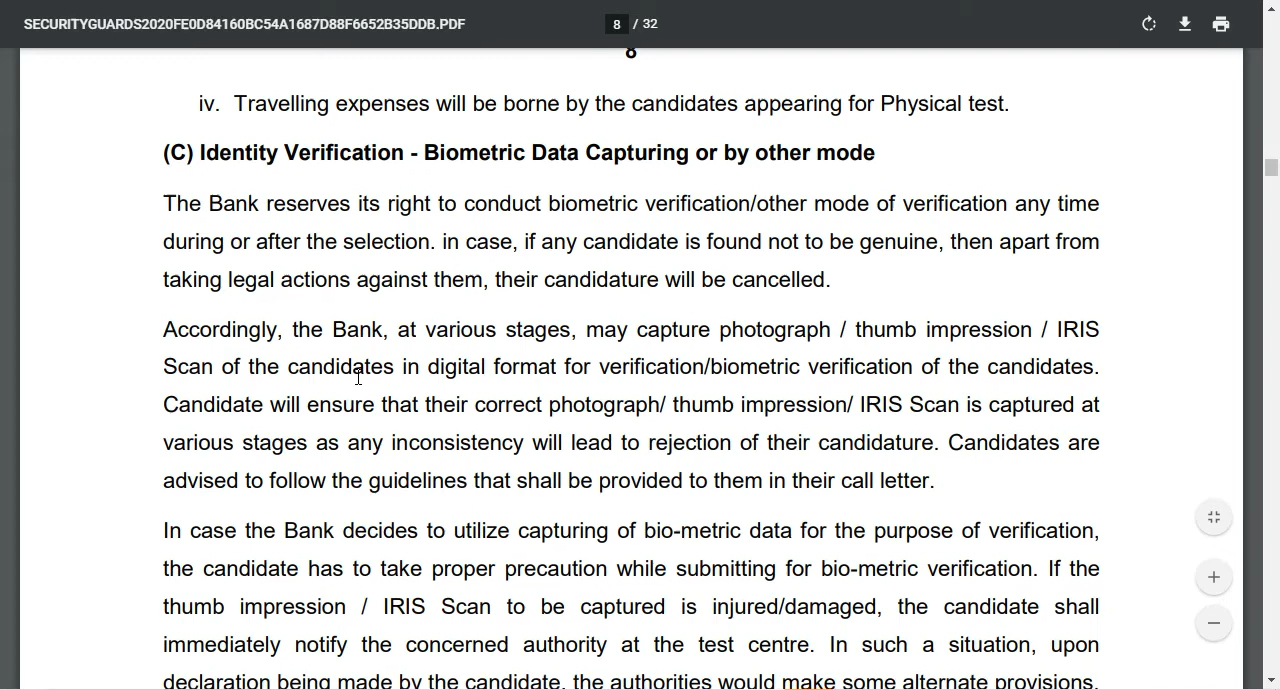 SECURITYGUARDS2020FE0D84160BC54A1687D88F6652B35DDB.PDF
8 / 32
8
iv. Travelling expenses will be borne by the candidates appearing for Physical test.
(C) Identity Verification - Biometric Data Capturing or by other mode
The Bank reserves its right to conduct biometric verification/other mode of verification any time
during or after the selection. in case, if any candidate is found not to be genuine, then apart from
taking legal actions against them, their candidature will be cancelled.
Accordingly, the Bank, at various stages, may capture photograph / thumb impression / IRIS
Scan of the candidates in digital format for verification/biometric verification of the candidates.
Candidate will ensure that their correct photograph/ thumb impression/ IRIS Scan is captured at
various stages as any inconsistency will lead to rejection of their candidature. Candidates are
advised to follow the guidelines that shall be provided to them in their call letter.
In case the Bank decides to utilize capturing of bio-metric data for the purpose of verification,
the candidate has to take proper precaution while submitting for bio-metric verification. If the
thumb impression / IRIS Scan to be captured is injured/damaged, the candidate shall
immediately notify the concerned authority at the test centre. In such a situation, upon
declaration being made by the candidate, the authorities would make some alternate provisions.